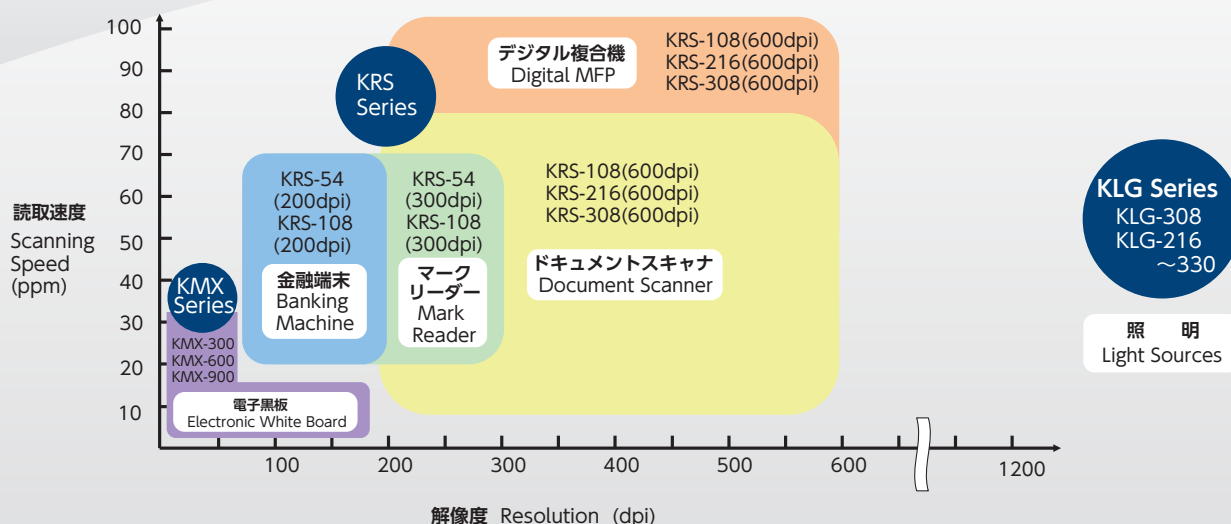 100
90
80
70
60
50
40
30
20
10
読取速度
Scanning
Speed
(ppm)
KRS
Series
デジタル複合機
Digital MFP
KRS-108(600dpi)
KRS-216(600dpi)
KRS-308(600dpi)
KRS-54
(200dpi)
KRS-108
(200dpi)
金融端末
Banking
Machine
KRS-54
(300dpi)
KRS-108
(300dpi)
マーク
リーダー
Mark
Reader
KRS-108(600dpi)
KRS-216(600dpi)
KRS-308(600dpi)
ドキュメントスキャナ
Document Scanner
KMX
Series
KMX-300
KMX-600
KMX-900
電子黒板
Electronic White Board
KLG Series
KLG-308
KLG-216
～330
照　明
Light Sources
100
200
300
400
500
600
1200
解像度 Resolution (dpi)